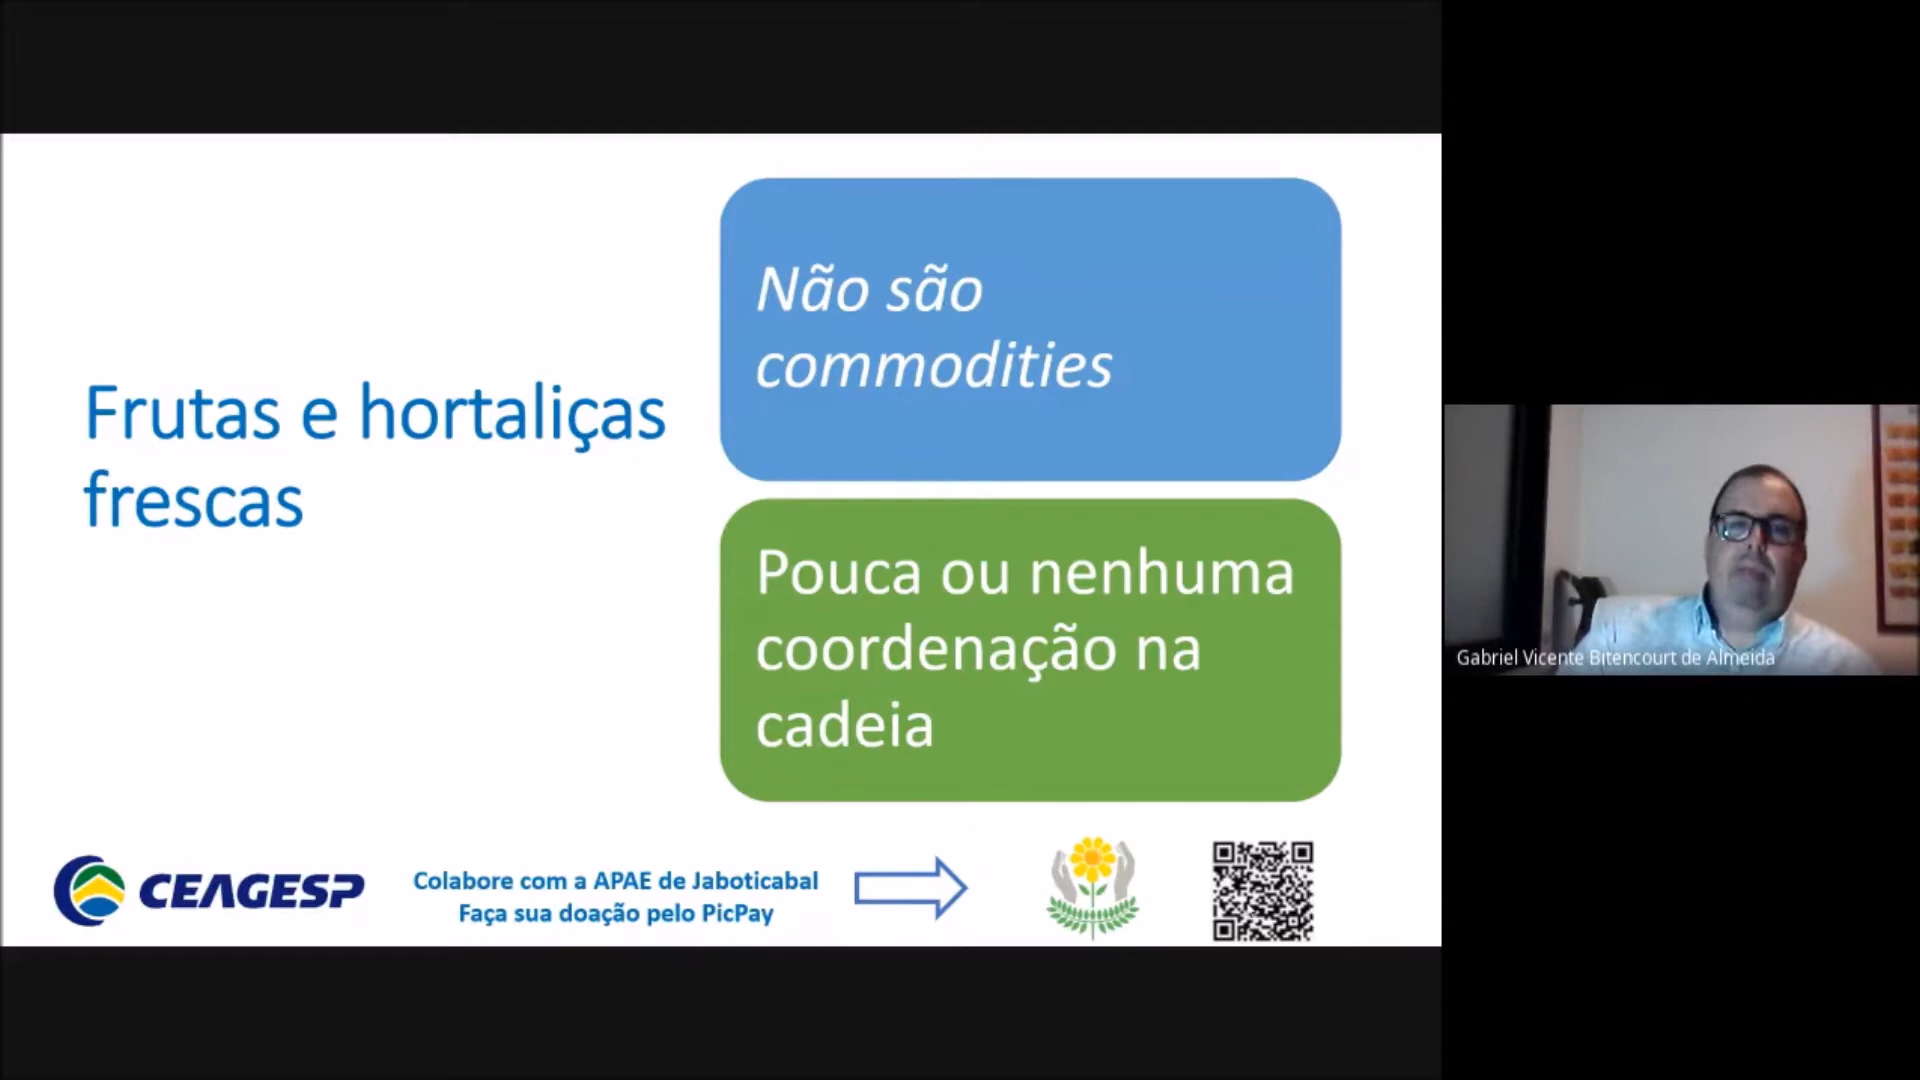 Frutas e hortaliças
frescas
Não são
commodities
Pouca ou nenhuma
coordenação na
cadeia
CEAGESP
Colabore com a APAE de Jaboticabal
Faça sua doação pelo PicPay
Gabriel Vicente Bitencourt de Almeida